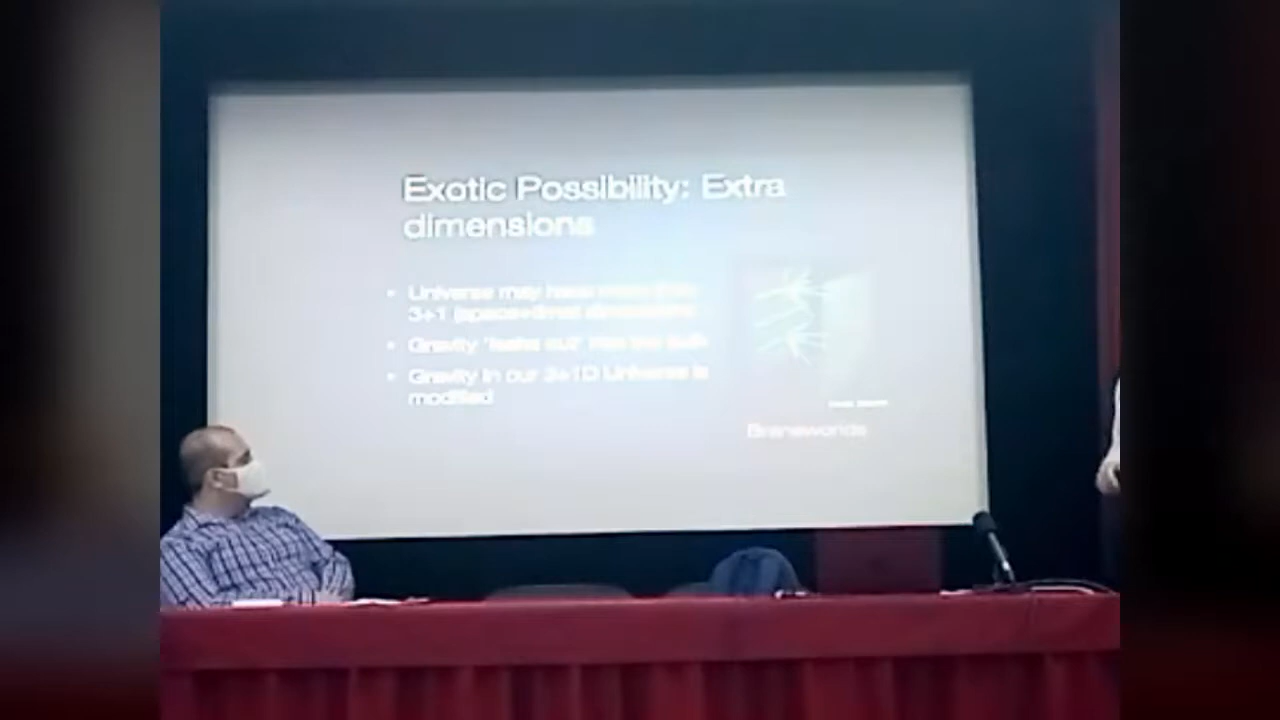 Exotic Possibility: Extra
dimensions
• Universe may have more than
3+1 (space+time) dimensions
• Gravity "leaks out" into the bulk
• Gravity in our 3+1D Universe is
modified
Braneworlds